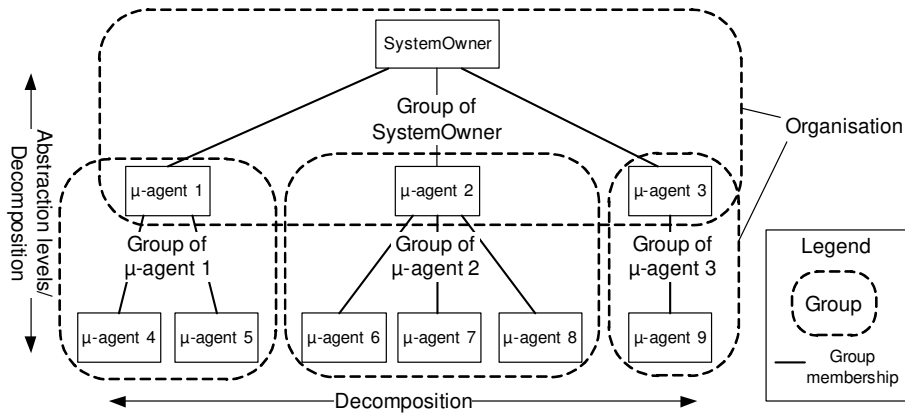 SystemOwner
Group of
SystemOwner
Organisation
Abstraction levels/
Decomposition
µ-agent 1
µ-agent 2
µ-agent 3
Group of
µ-agent 1
Group of
µ-agent 2
Group of
µ-agent 3
µ-agent 4
µ-agent 5
µ-agent 6
µ-agent 7
µ-agent 8
µ-agent 9
Decomposition
Legend
Group
Group
membership